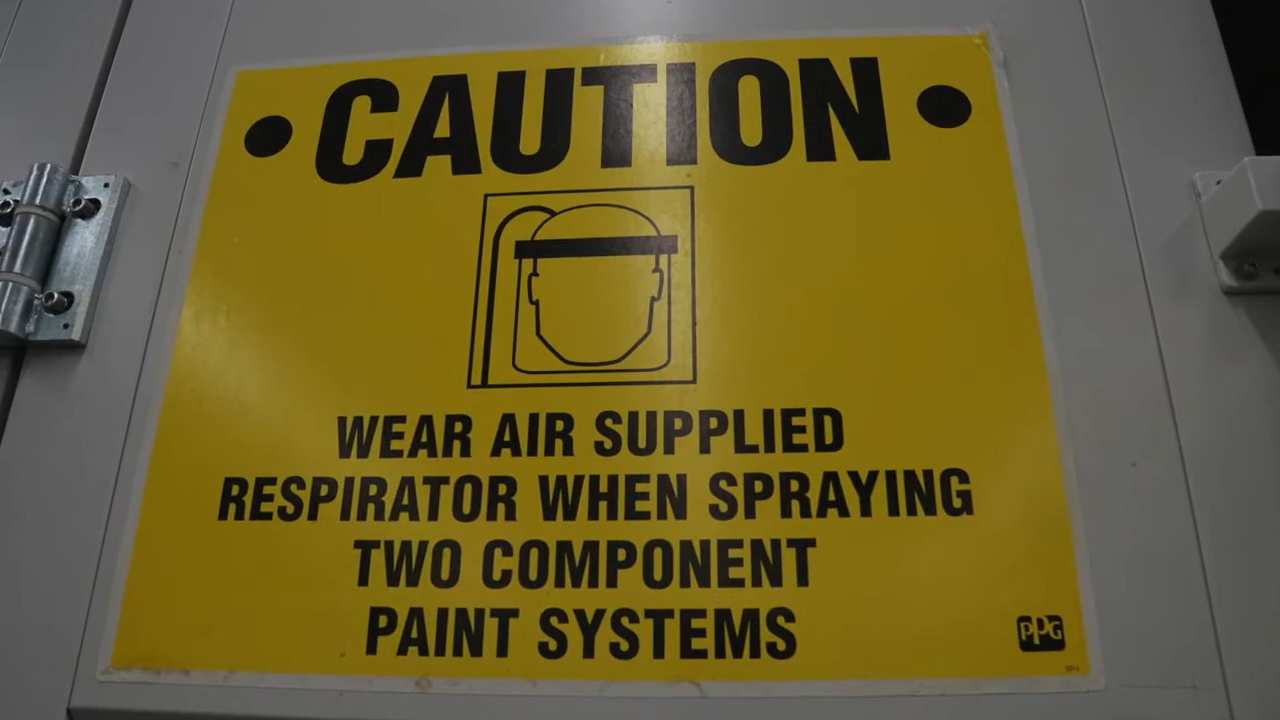 • CAUTION •
WEAR AIR SUPPLIED
RESPIRATOR WHEN SPRAYING
TWO COMPONENT
PAINT SYSTEMS
PPG